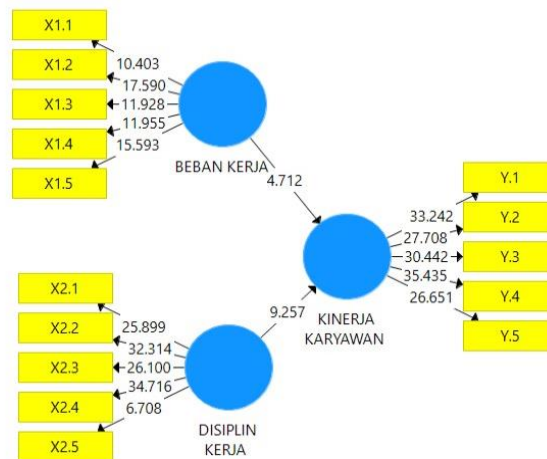 X1.1
10.403
X1.2
17.590
X1.3
11.928
X1.4
11.955
X1.5
15.593
BEBAN KERJA
4.712
Y.1
33.242
Y.2
27.708
Y.3
30.442
Y.4
35.435
Y.5
26.651
KINERJA
KARYAWAN
9.257
X2.1
25.899
X2.2
32.314
X2.3
26.100
X2.4
34.716
X2.5
6.708
DISIPLIN
KERJA